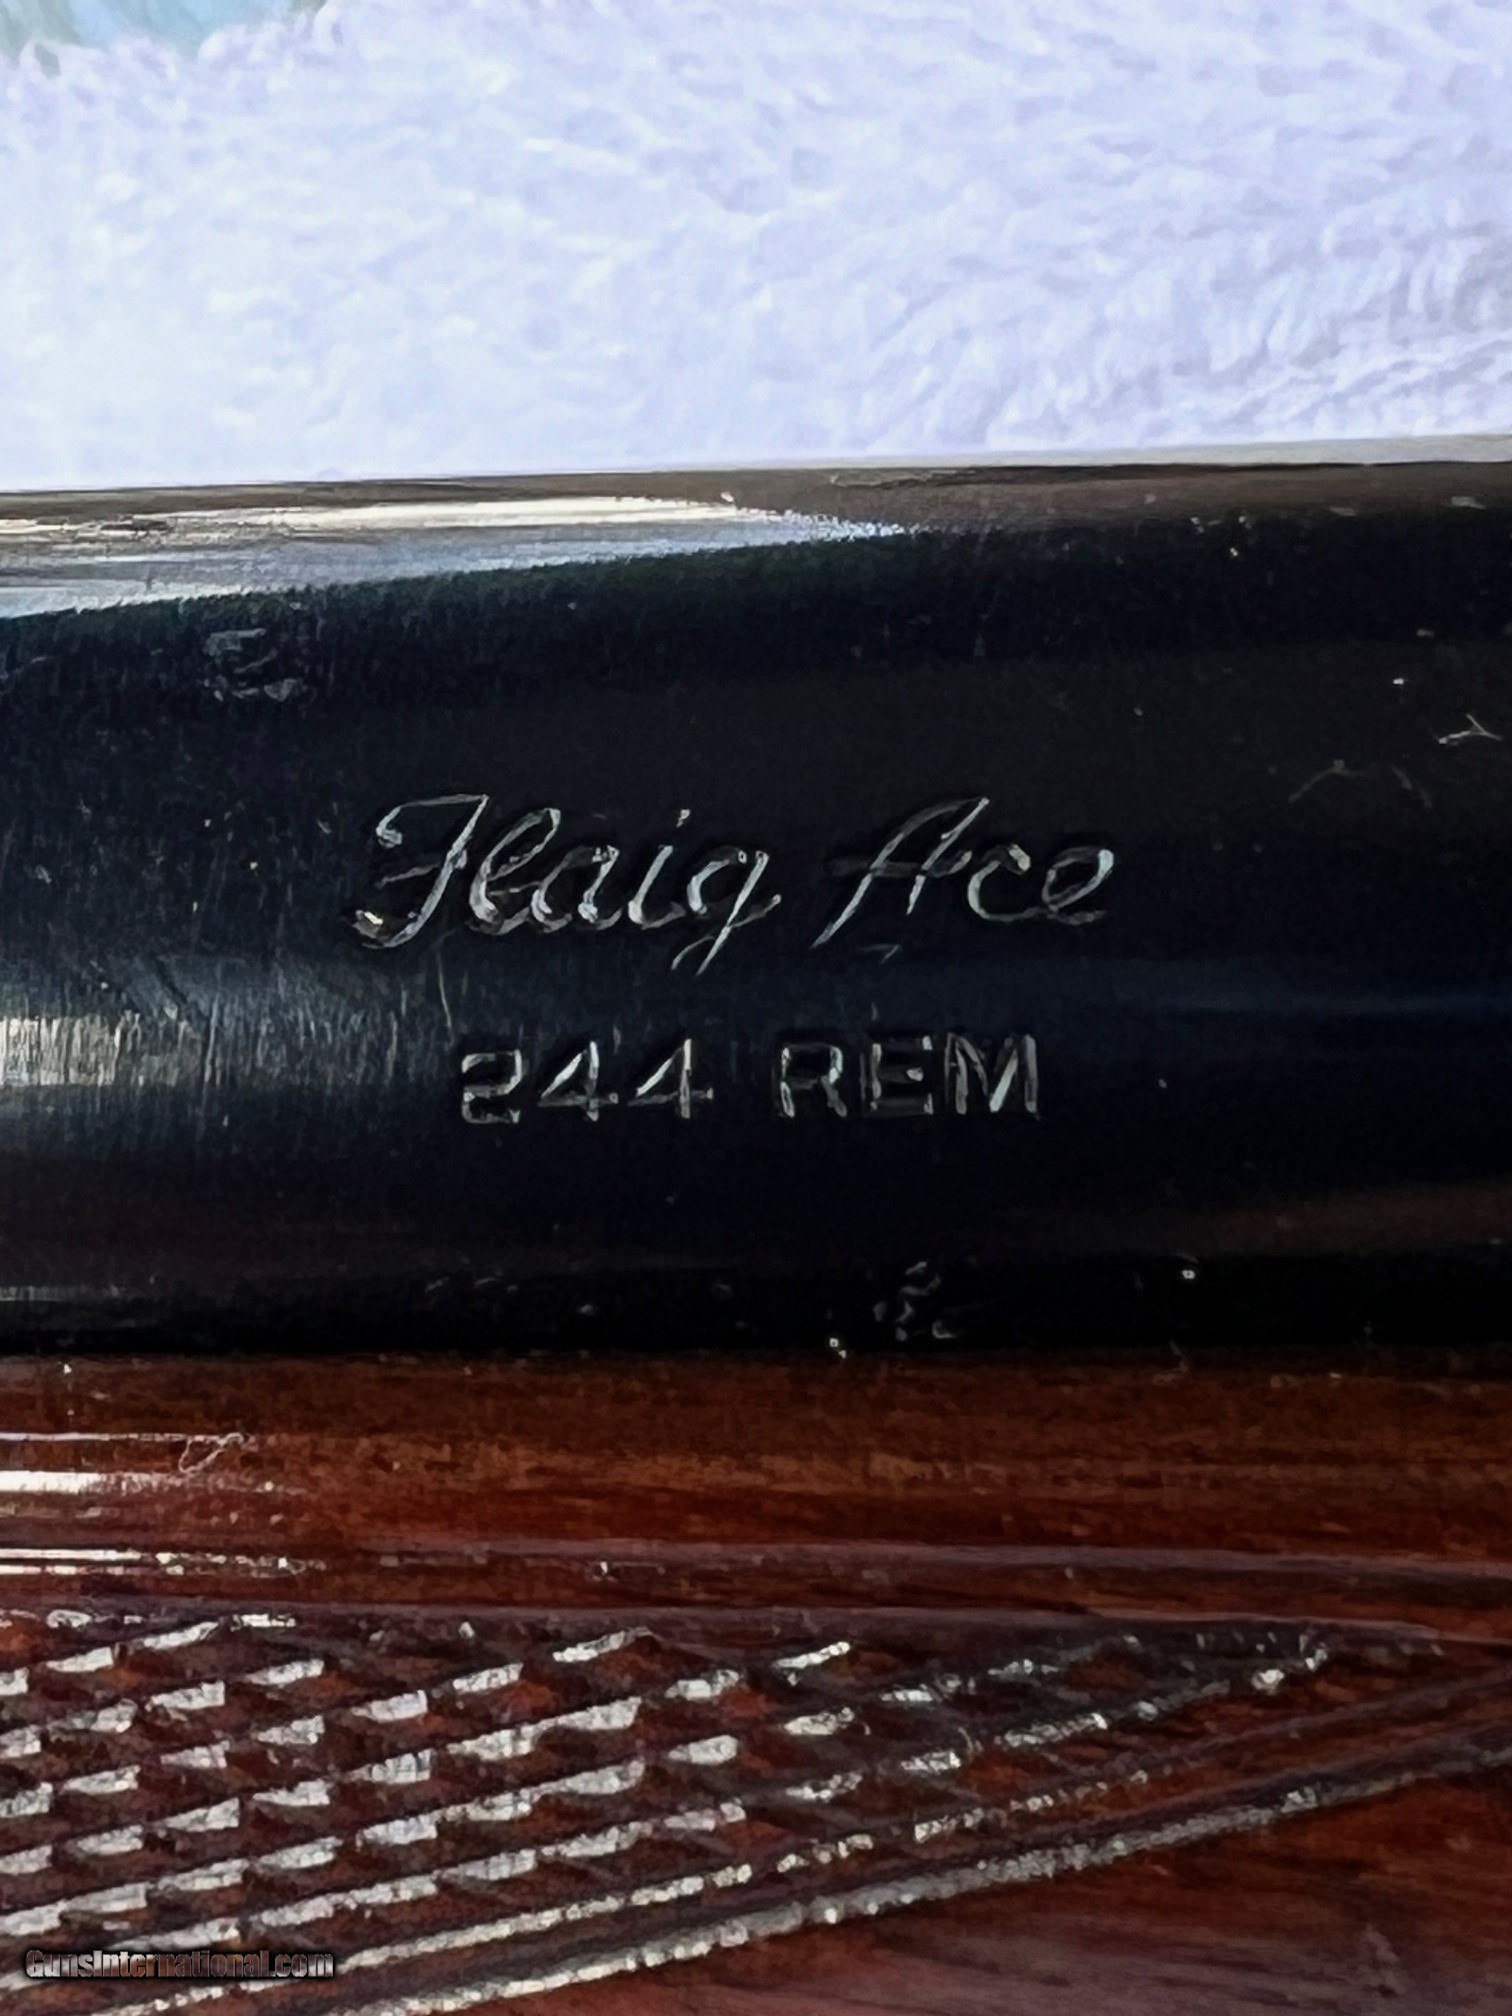 Haig Ace
244 REM
GunsInternational.com